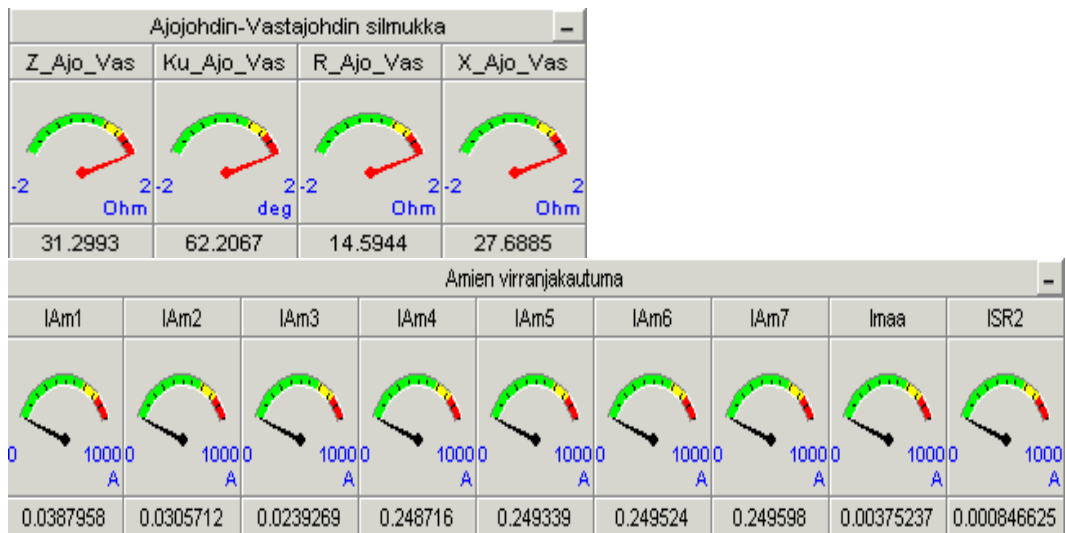 Ajojohdin-Vastajohdin silmukka
Z_Ajo_Vas Ku_Ajo_Vas R_Ajo_Vas X_Ajo_Vas
-2 2 -2 2 -2 2 -2 2
Ohm deg Ohm Ohm
31.2993 62.2067 14.5944 27.6885
Amien virranjakautuma
IAm1 IAm2 IAm3 IAm4 IAm5 IAm6 IAm7 Imaa ISR2
0 1000 0 1000 0 1000 0 1000 0 1000 0 1000 0 1000 0 1000 0 1000
A A A A A A A A A
0.0387958 0.0305712 0.0239269 0.248716 0.249339 0.249524 0.249598 0.00375237 0.000846625